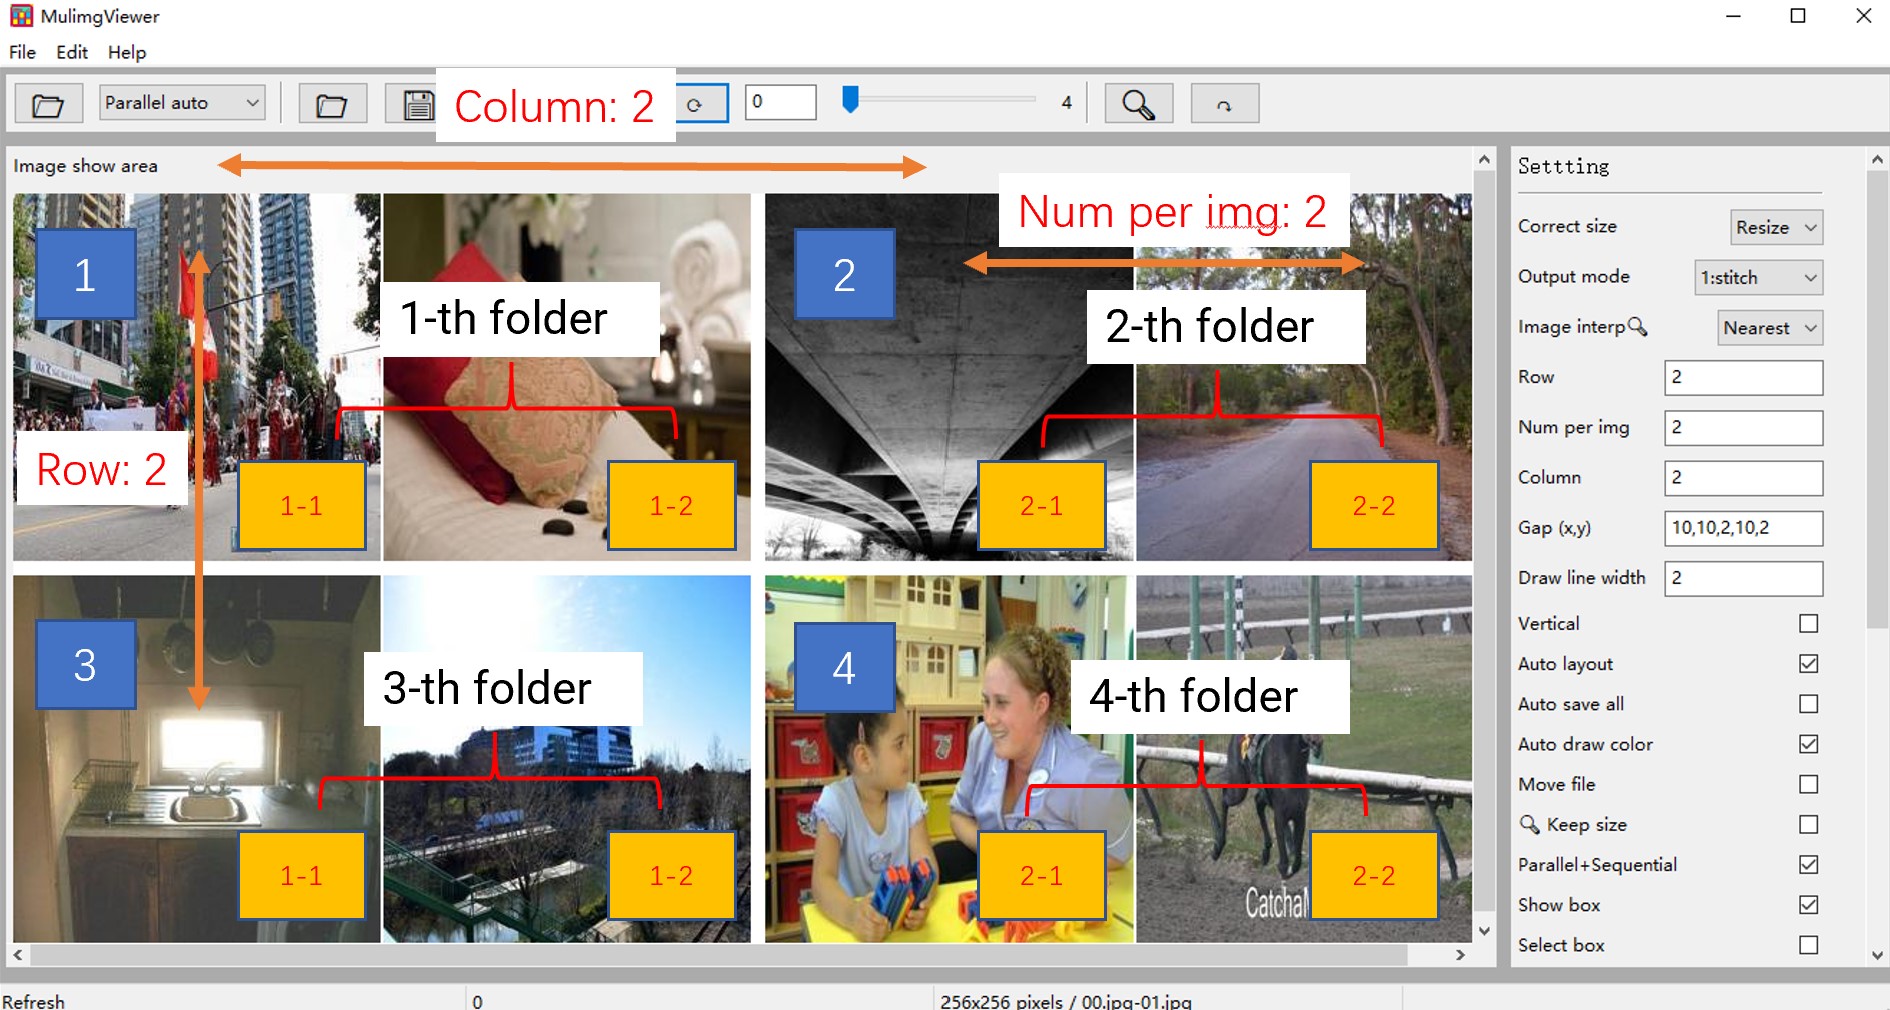 MulimgViewer
File Edit Help
Parallel auto
Column: 2
0
4
Image show area
Num per img: 2
1
2
1-th folder
2-th folder
Row: 2
1-1
1-2
2-1
2-2
3
4
3-th folder
4-th folder
1-1
1-2
2-1
2-2
CatchaM
Settting
Correct size Resize
Output mode 1:stitch
Image interp Nearest
Row 2
Num per img 2
Column 2
Gap (x,y) 10,10,2,10,2
Draw line width 2
Vertical
Auto layout
Auto save all
Auto draw color
Move file
Keep size
Parallel+Sequential
Show box
Select box
Refresh
0
256x256 pixels / 00.jpg-01.jpg